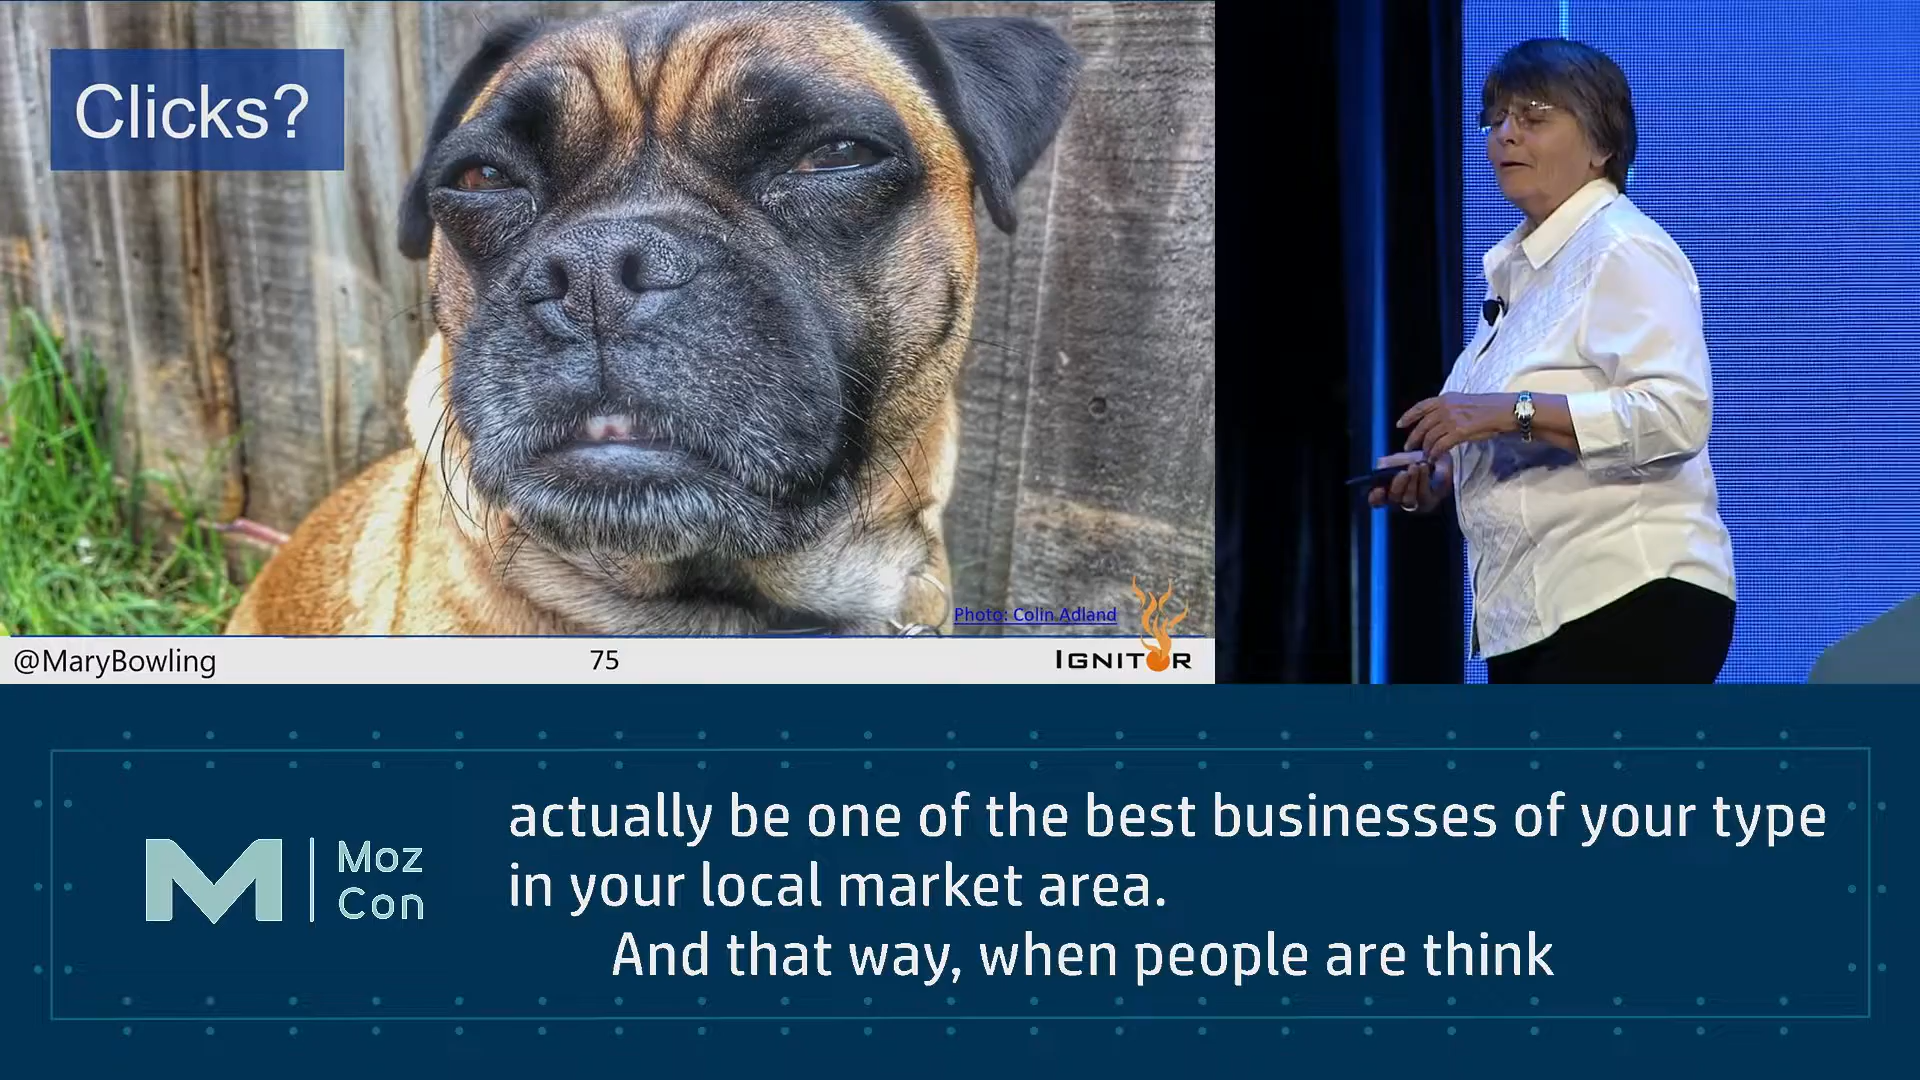 Clicks?
Photo: Colin Adland
@MaryBowling
75
IGNITOR
Moz
Con
actually be one of the best businesses of your type
in your local market area.
And that way, when people are think